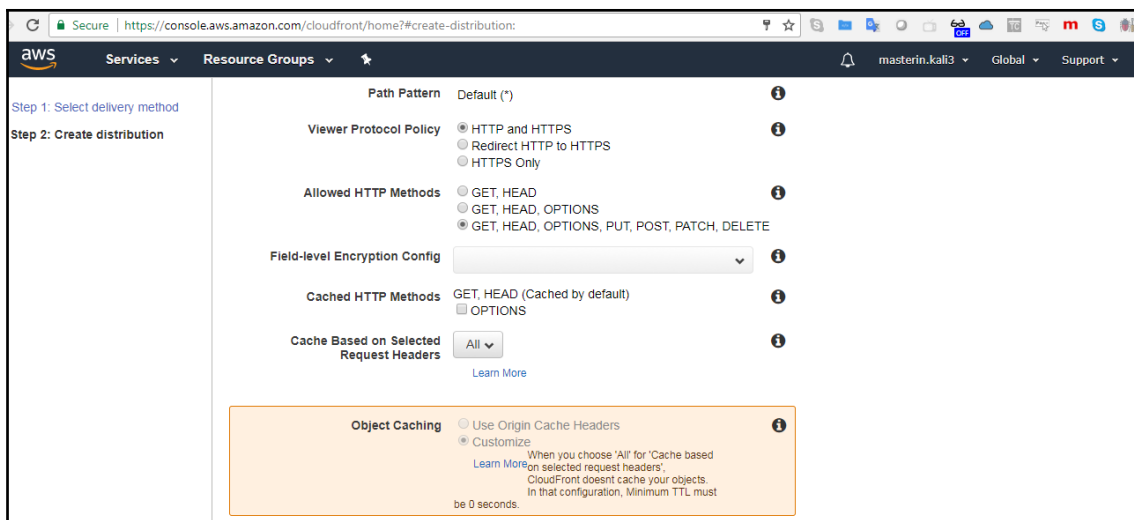 Secure | https://console.aws.amazon.com/cloudfront/home?#create-distribution:
OFF
TC
m
S
aws Services Resource Groups masterin.kali3 Global Support
Step 1: Select delivery method
Step 2: Create distribution
Path Pattern Default (*)
Viewer Protocol Policy HTTP and HTTPS
Redirect HTTP to HTTPS
HTTPS Only
Allowed HTTP Methods GET, HEAD
GET, HEAD, OPTIONS
GET, HEAD, OPTIONS, PUT, POST, PATCH, DELETE
Field-level Encryption Config
Cached HTTP Methods GET, HEAD (Cached by default)
OPTIONS
Cache Based on Selected
Request Headers All
Learn More
Object Caching Use Origin Cache Headers
Customize
Learn More When you choose 'All' for 'Cache based
on selected request headers',
CloudFront doesnt cache your objects.
In that configuration, Minimum TTL must
be 0 seconds.